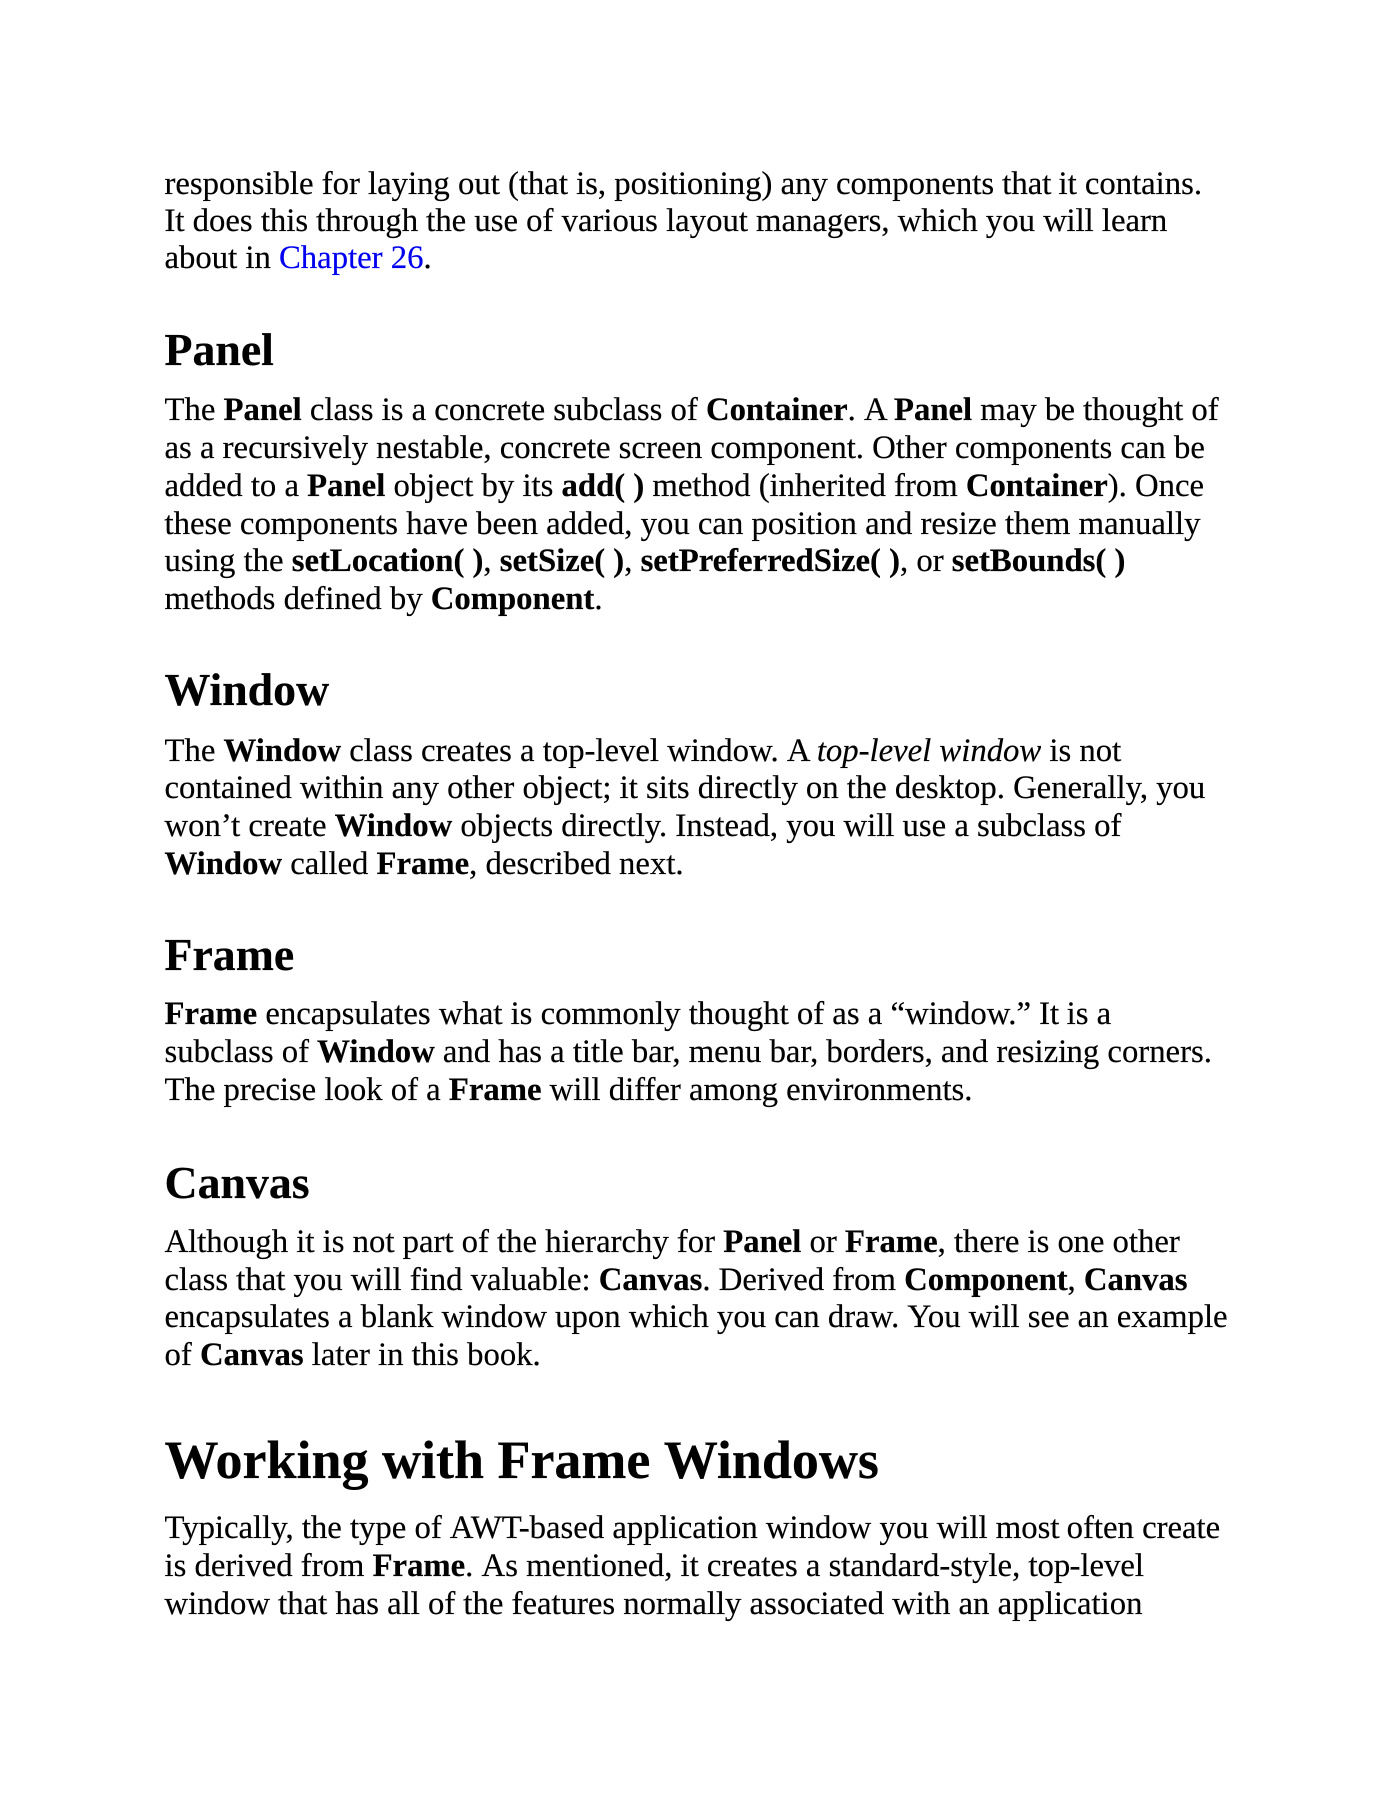 responsible for laying out (that is, positioning) any components that it contains.
It does this through the use of various layout managers, which you will learn
about in Chapter 26.
Panel
The Panel class is a concrete subclass of Container. A Panel may be thought of
as a recursively nestable, concrete screen component. Other components can be
added to a Panel object by its add( ) method (inherited from Container). Once
these components have been added, you can position and resize them manually
using the setLocation( ), setSize( ), setPreferredSize( ), or setBounds( )
methods defined by Component.
Window
The Window class creates a top-level window. A top-level window is not
contained within any other object; it sits directly on the desktop. Generally, you
won’t create Window objects directly. Instead, you will use a subclass of
Window called Frame, described next.
Frame
Frame encapsulates what is commonly thought of as a “window.” It is a
subclass of Window and has a title bar, menu bar, borders, and resizing corners.
The precise look of a Frame will differ among environments.
Canvas
Although it is not part of the hierarchy for Panel or Frame, there is one other
class that you will find valuable: Canvas. Derived from Component, Canvas
encapsulates a blank window upon which you can draw. You will see an example
of Canvas later in this book.
Working with Frame Windows
Typically, the type of AWT-based application window you will most often create
is derived from Frame. As mentioned, it creates a standard-style, top-level
window that has all of the features normally associated with an application